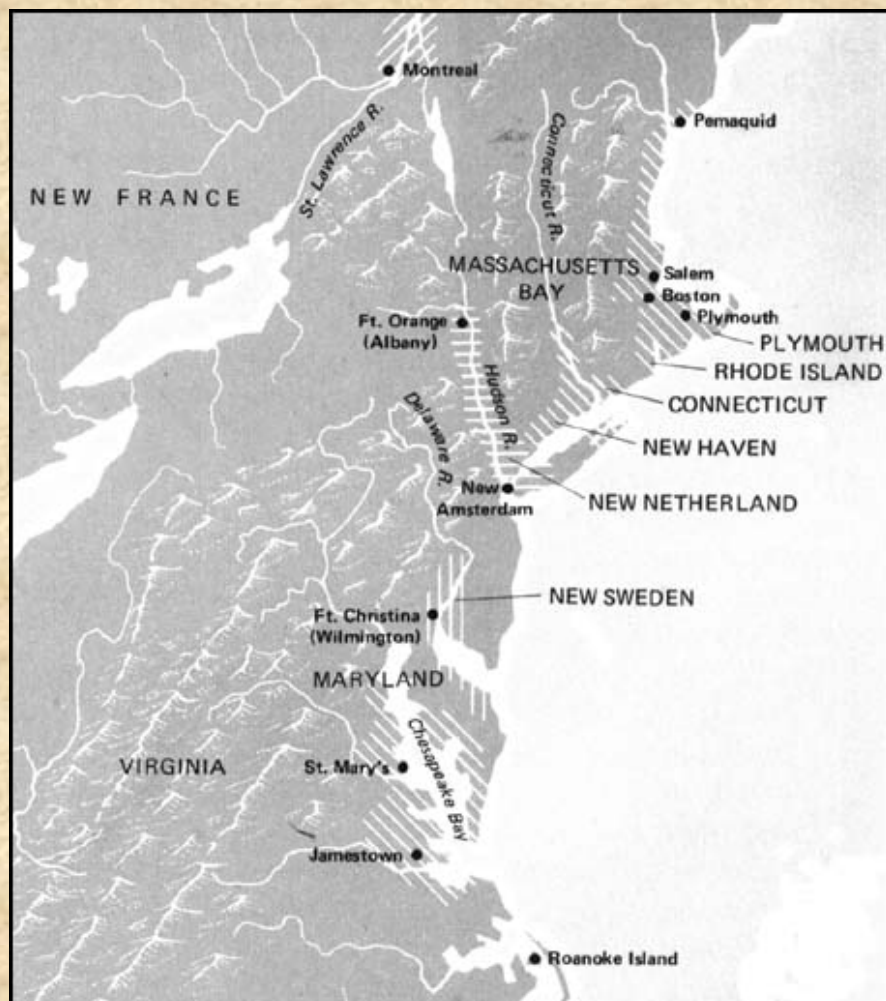 Montreal
St. Lawrence R.
Connecticut R.
Pemaquid
NEW FRANCE
MASSACHUSETTS
BAY
Salem
Boston
Plymouth
Ft. Orange
(Albany)
PLYMOUTH
RHODE ISLAND
Hudson R.
Delaware R.
CONNECTICUT
NEW HAVEN
New
Amsterdam
NEW NETHERLAND
NEW SWEDEN
Ft. Christina
(Wilmington)
MARYLAND
VIRGINIA
St. Mary's
Chesapeake Bay
Jamestown
Roanoke Island